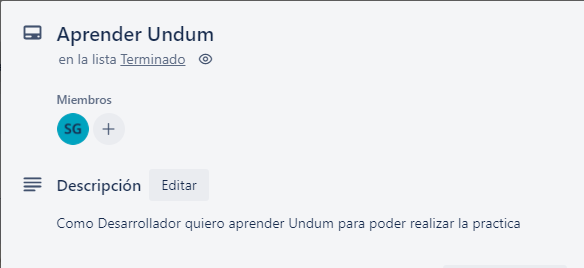 Aprender Undum
en la lista Terminado
Miembros
SG +
Descripción Editar
Como Desarrollador quiero aprender Undum para poder realizar la practica